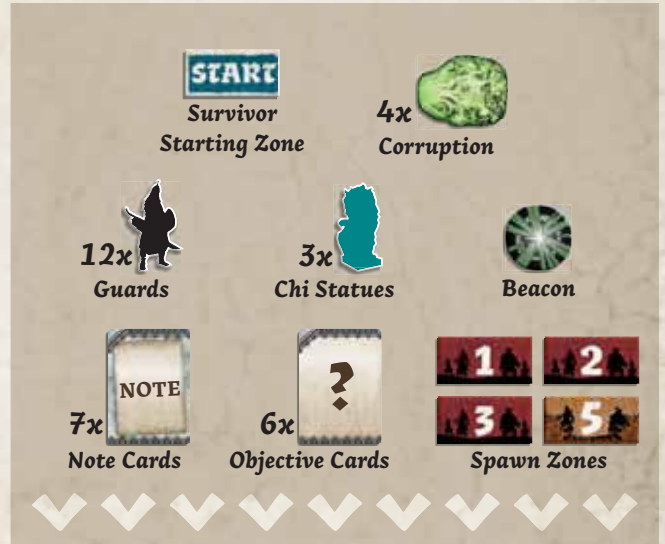 START
Survivor
Starting Zone
4x
Corruption
12x
Guards
3x
Chi Statues
Beacon
NOTE
7x
Note Cards
?
6x
Objective Cards
1 2
3 5
Spawn Zones